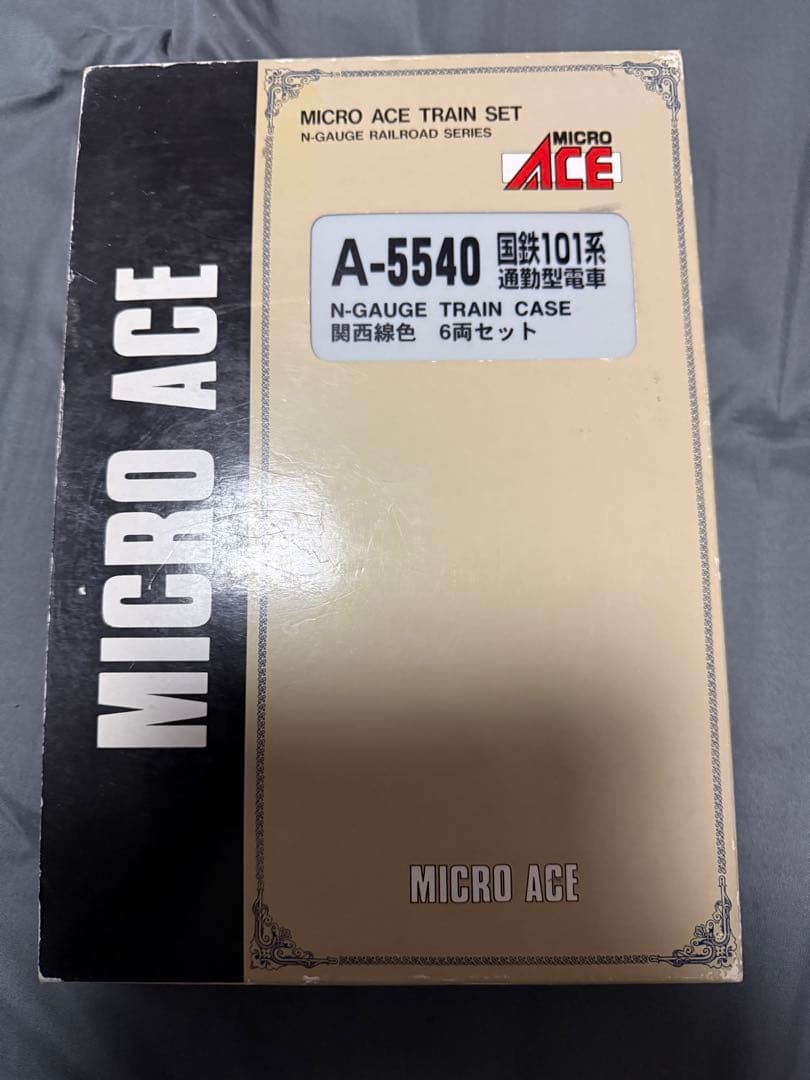 MICRO ACE
MICRO ACE TRAIN SET
N-GAUGE RAILROAD SERIES
MICRO
ACE
A-5540 国鉄101系
通勤型電車
N-GAUGE TRAIN CASE
関西線色 6両セット
MICRO ACE